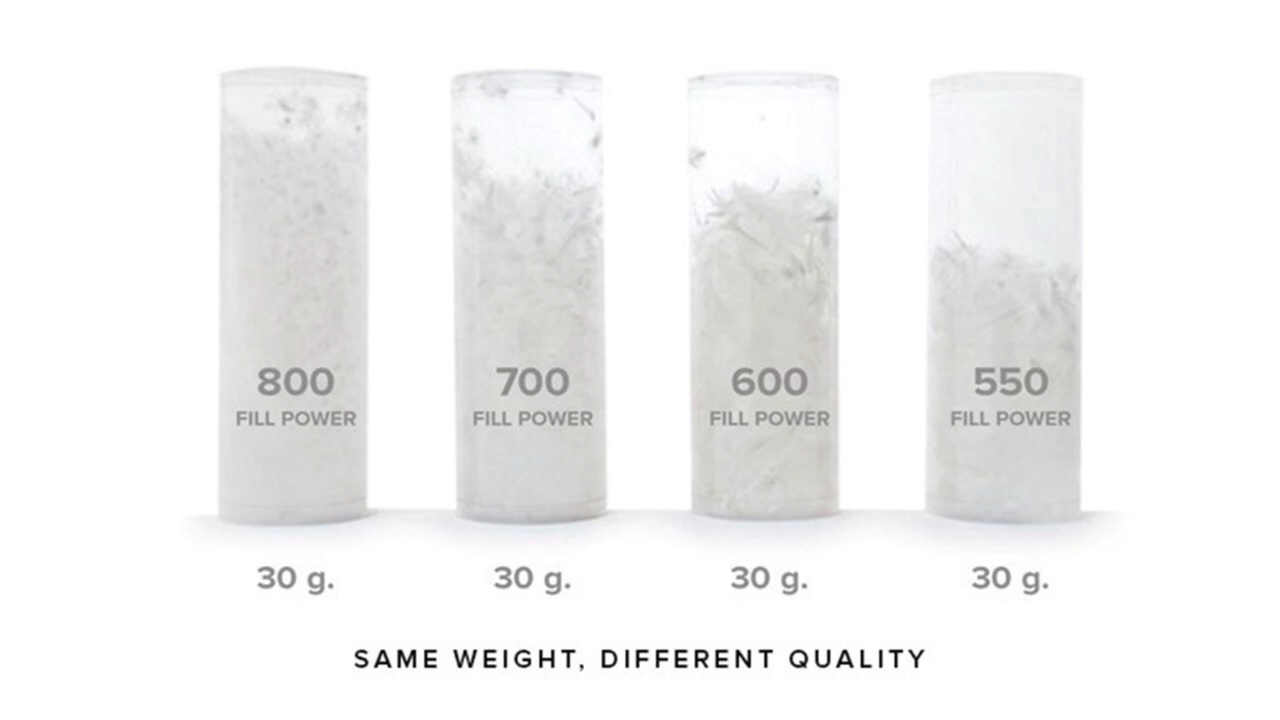 800
FILL POWER
700
FILL POWER
600
FILL POWER
550
FILL POWER
30 g.
30 g.
30 g.
30 g.
SAME WEIGHT, DIFFERENT QUALITY